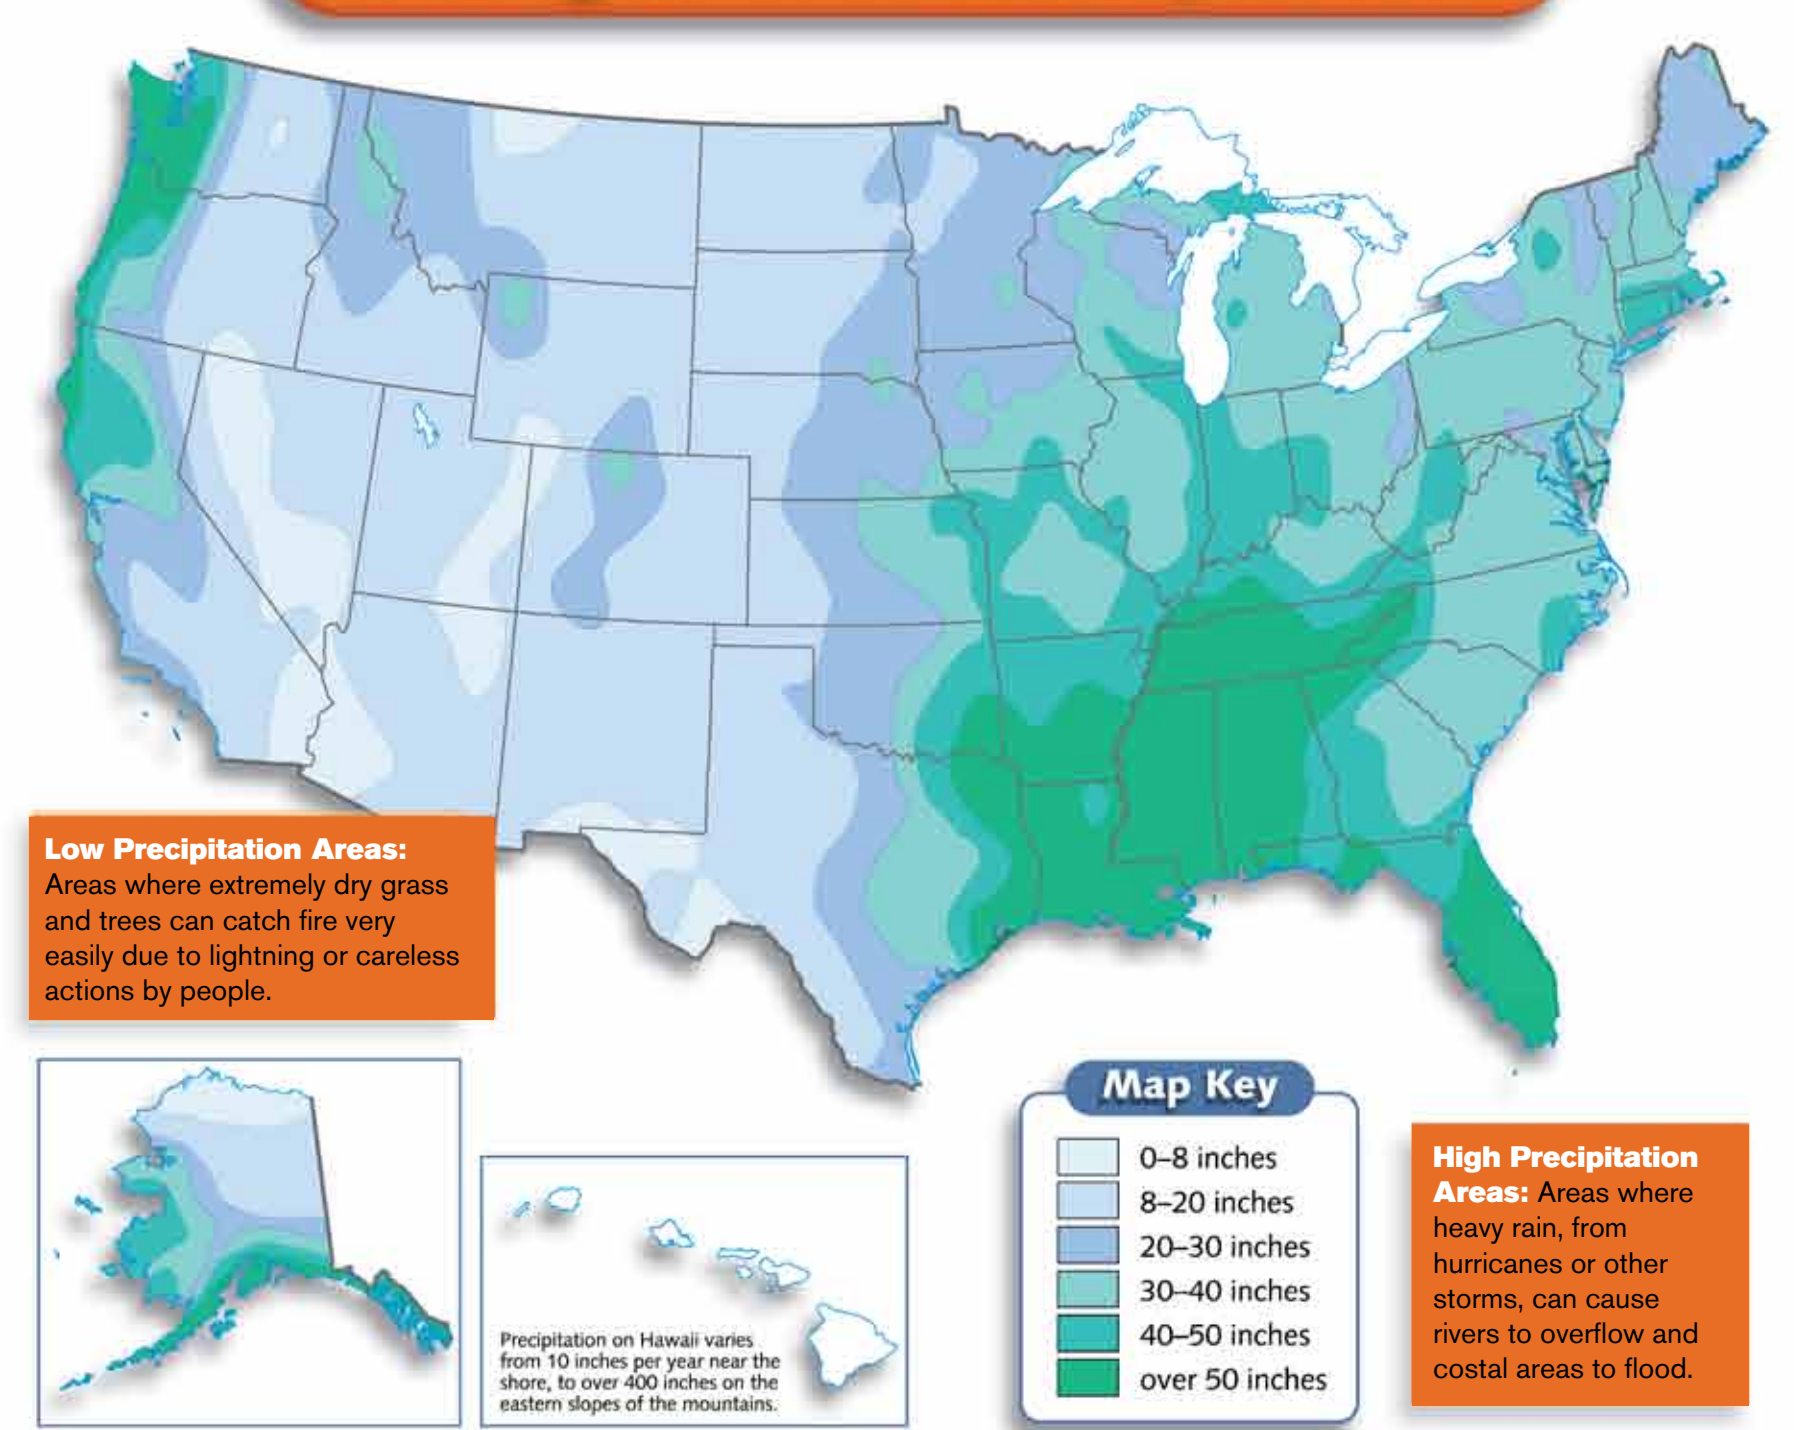 Low Precipitation Areas:
Areas where extremely dry grass
and trees can catch fire very
easily due to lightning or careless
actions by people.
Precipitation on Hawaii varies
from 10 inches per year near the
shore, to over 400 inches on the
eastern slopes of the mountains.
Map Key
0–8 inches
8–20 inches
20–30 inches
30–40 inches
40–50 inches
over 50 inches
High Precipitation
Areas: Areas where
heavy rain, from
hurricanes or other
storms, can cause
rivers to overflow and
costal areas to flood.